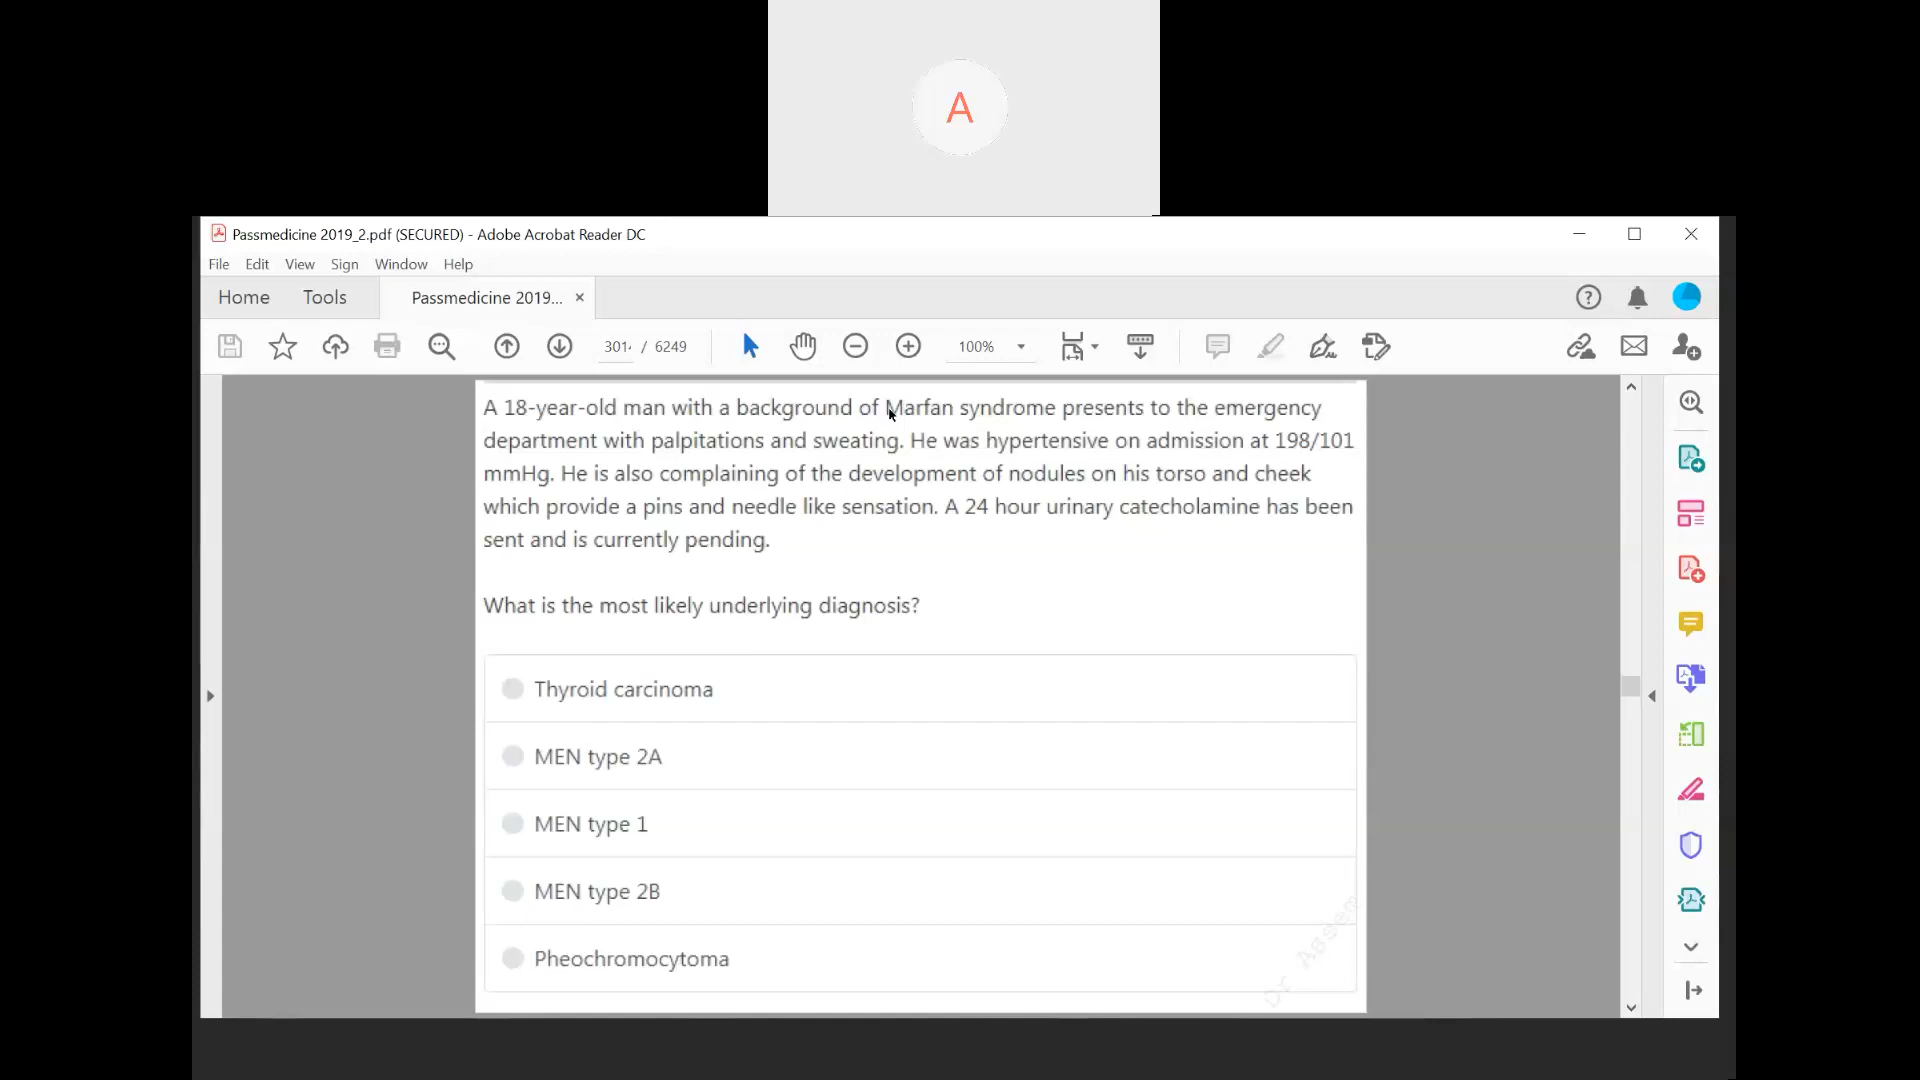 A
Passmedicine 2019_2.pdf (SECURED) - Adobe Acrobat Reader DC
File Edit View Sign Window Help
Home Tools Passmedicine 2019...
301 / 6249 100%
A 18-year-old man with a background of Marfan syndrome presents to the emergency
department with palpitations and sweating. He was hypertensive on admission at 198/101
mmHg. He is also complaining of the development of nodules on his torso and cheek
which provide a pins and needle like sensation. A 24 hour urinary catecholamine has been
sent and is currently pending.
What is the most likely underlying diagnosis?
Thyroid carcinoma
MEN type 2A
MEN type 1
MEN type 2B
Pheochromocytoma
Dr Assem